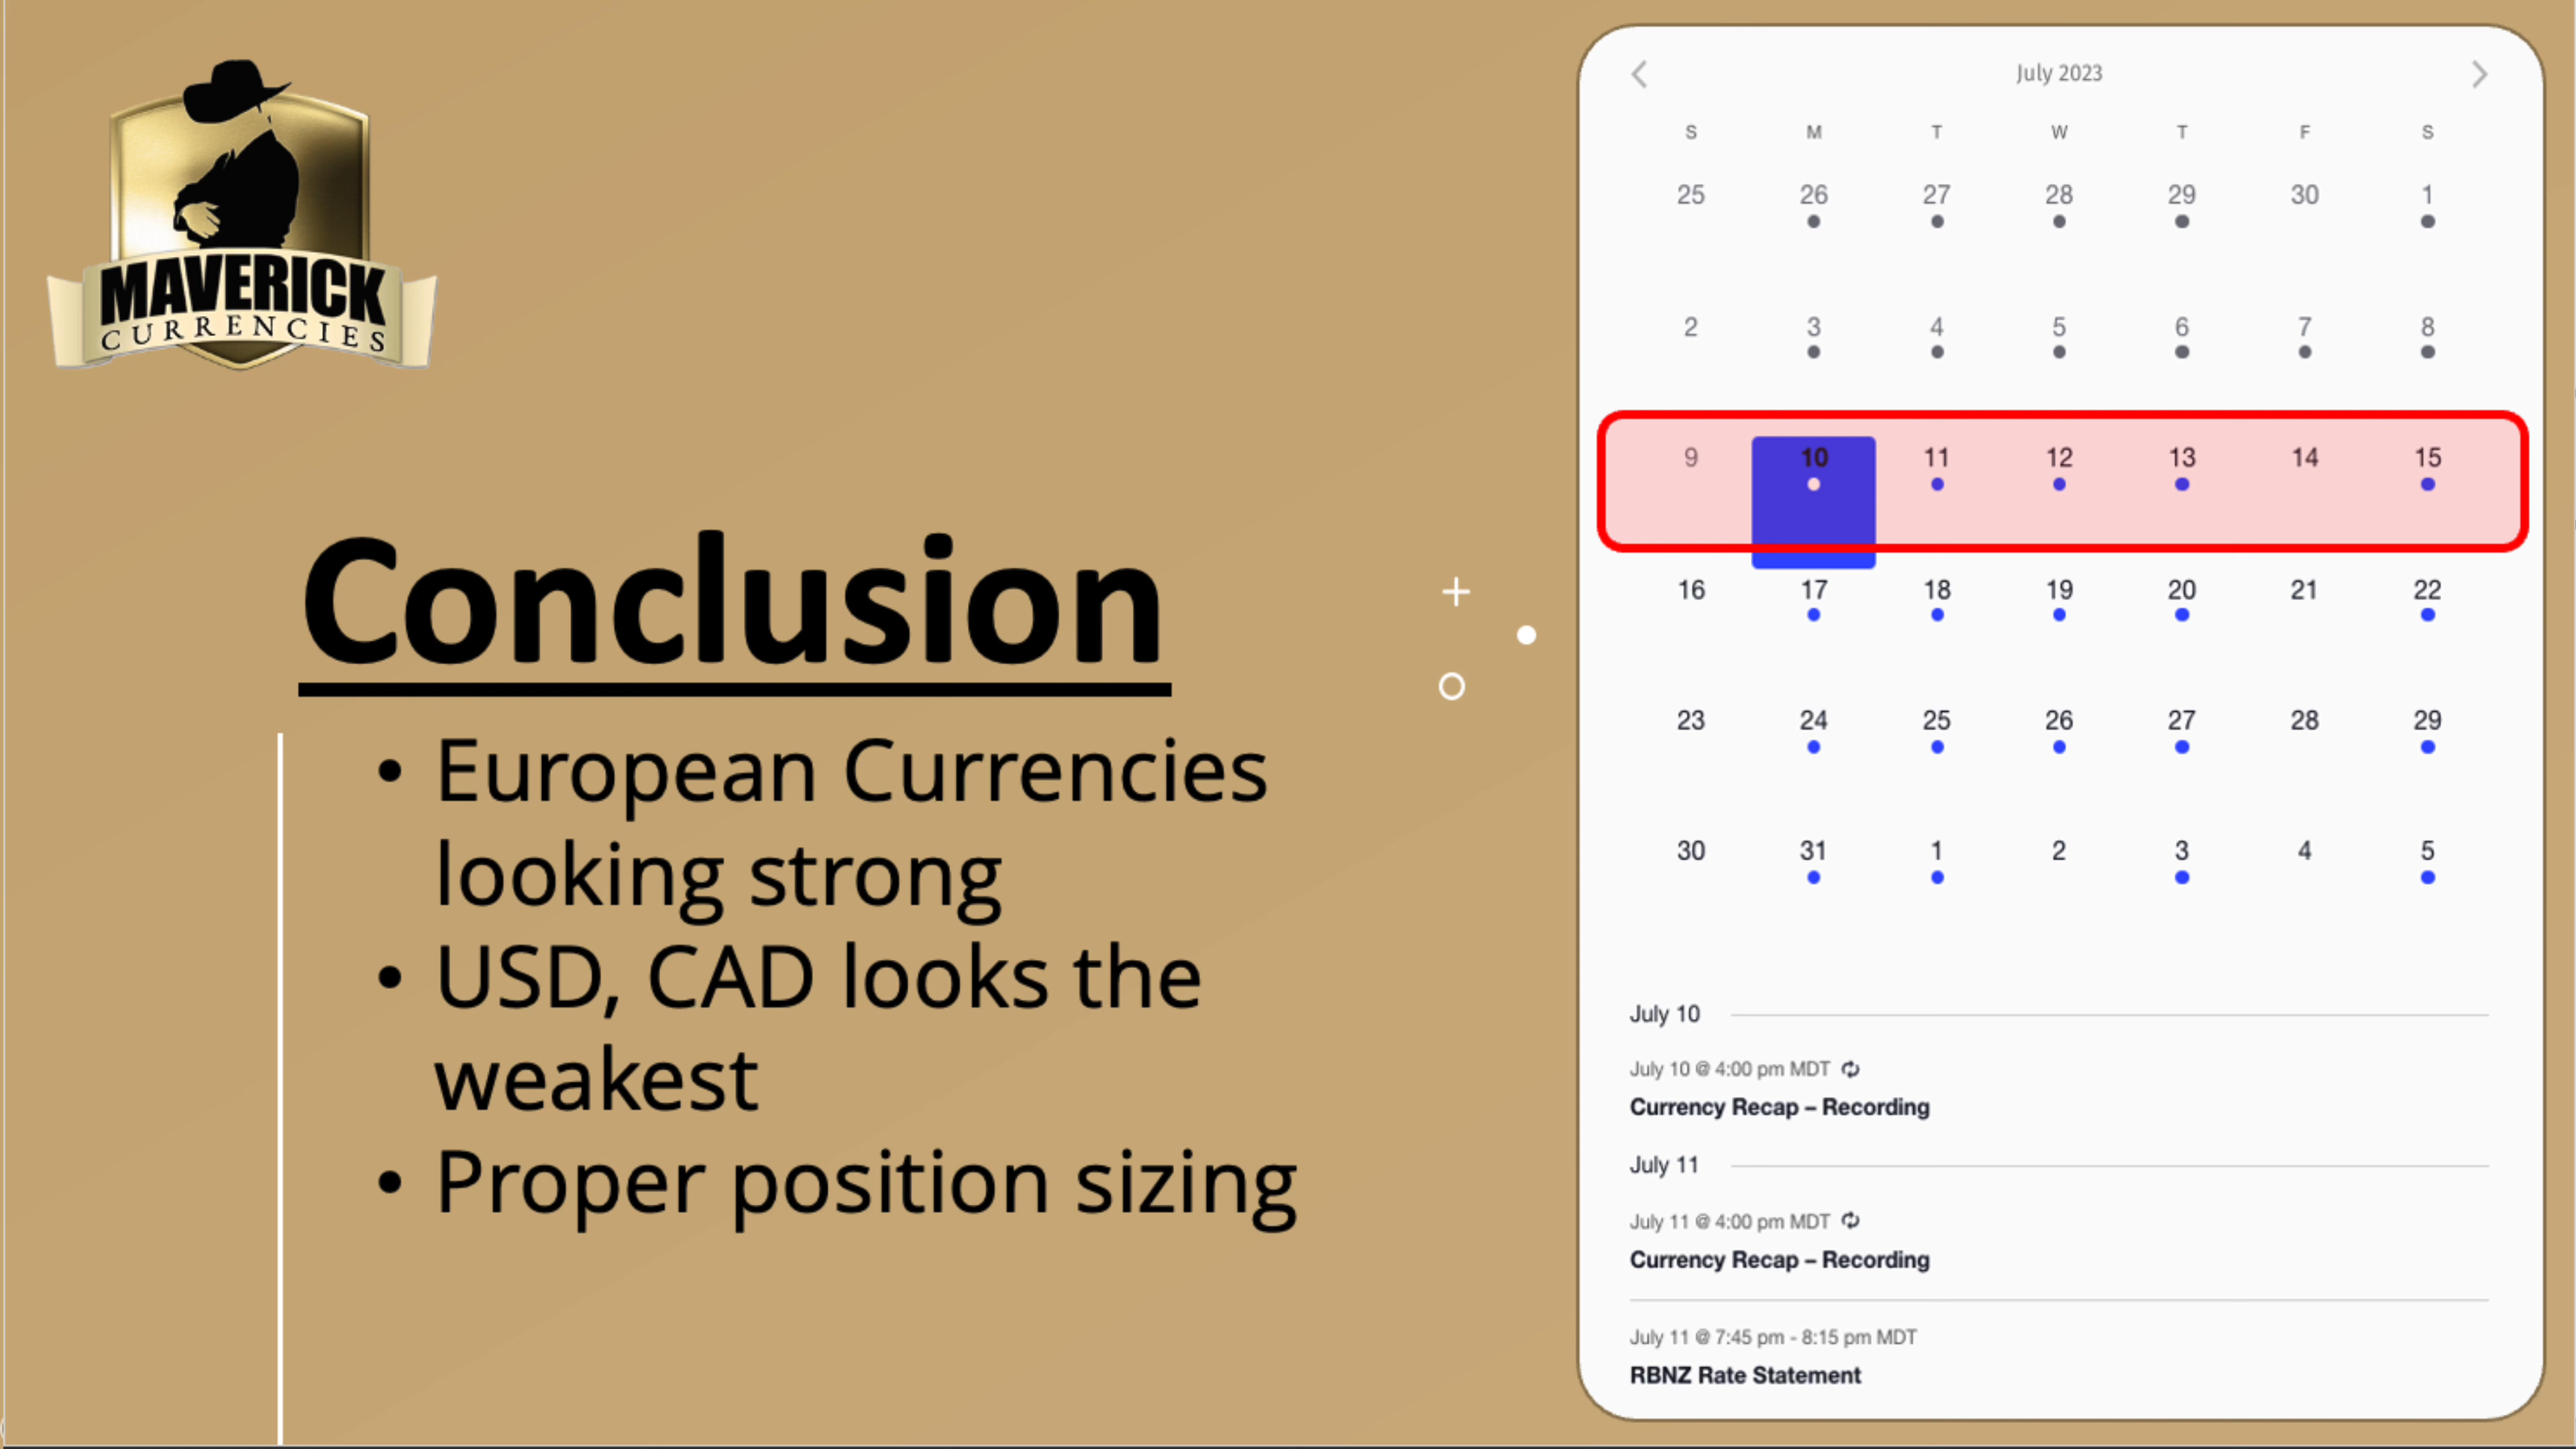 MAVERICK
CURRENCIES
Conclusion
• European Currencies
looking strong
• USD, CAD looks the
weakest
• Proper position sizing
July 2023
S M T W T F S
25 26 27 28 29 30 1
2 3 4 5 6 7 8
9 10 11 12 13 14 15
16 17 18 19 20 21 22
23 24 25 26 27 28 29
30 31 1 2 3 4 5
July 10
July 10 @ 4:00 pm MDT
Currency Recap – Recording
July 11
July 11 @ 4:00 pm MDT
Currency Recap – Recording
July 11 @ 7:45 pm - 8:15 pm MDT
RBNZ Rate Statement